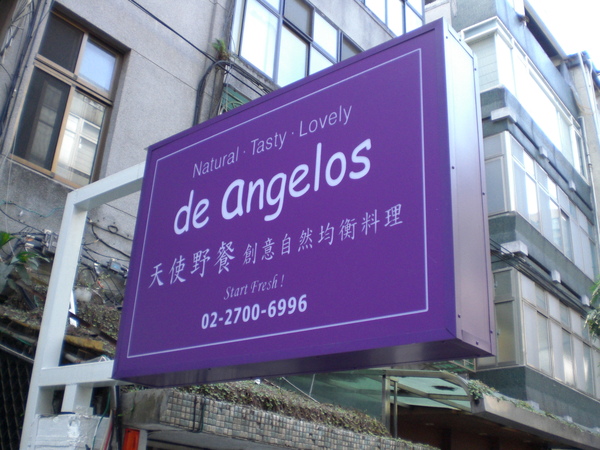 Natural · Tasty · Lovely
de angelos
天使野餐 創意自然均衡料理
Start Fresh!
02-2700-6996